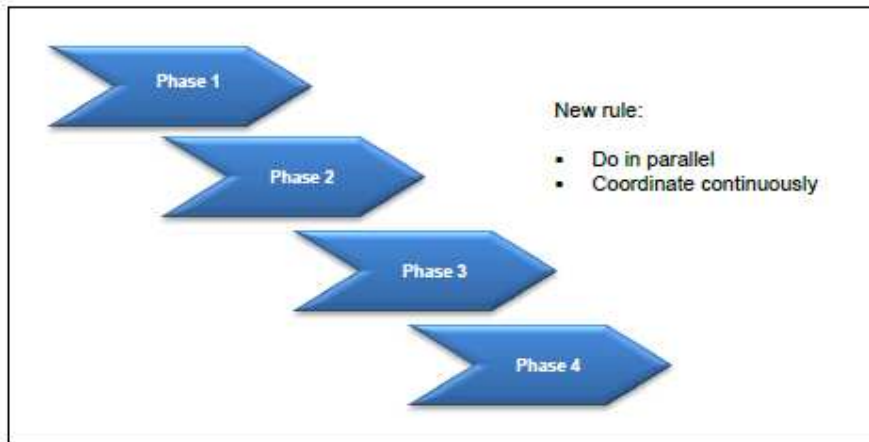 Phase 1
New rule:
Phase 2
▪ Do in parallel
▪ Coordinate continuously
Phase 3
Phase 4